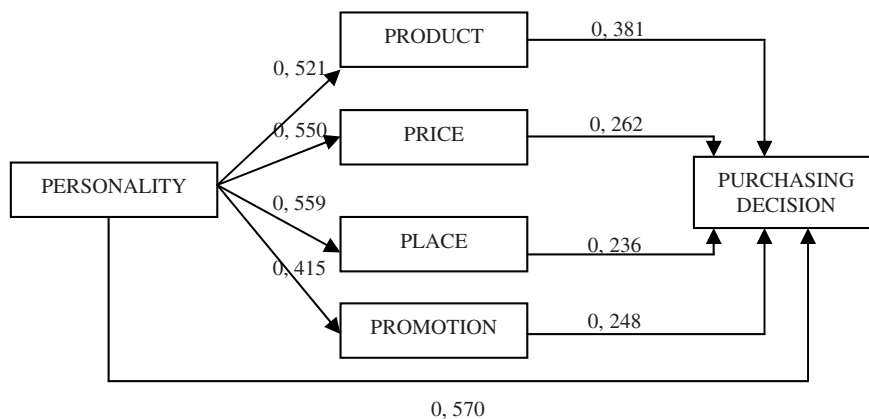 PRODUCT
0, 381
0, 521
0, 550
PRICE
0, 262
PERSONALITY
PURCHASING
DECISION
0, 559
PLACE
0, 236
0, 415
PROMOTION
0, 248
0, 570